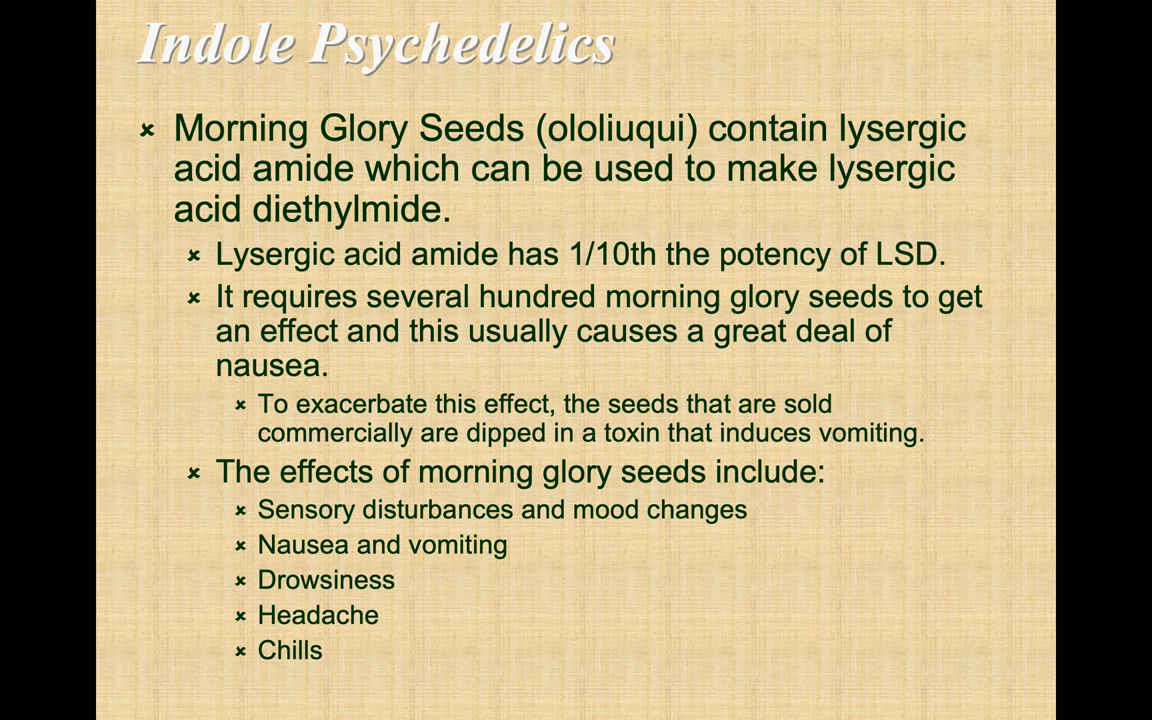 Indole Psychedelics
Morning Glory Seeds (ololiuqui) contain lysergic
acid amide which can be used to make lysergic
acid diethylmide.
Lysergic acid amide has 1/10th the potency of LSD.
It requires several hundred morning glory seeds to get
an effect and this usually causes a great deal of
nausea.
To exacerbate this effect, the seeds that are sold
commercially are dipped in a toxin that induces vomiting.
The effects of morning glory seeds include:
Sensory disturbances and mood changes
Nausea and vomiting
Drowsiness
Headache
Chills